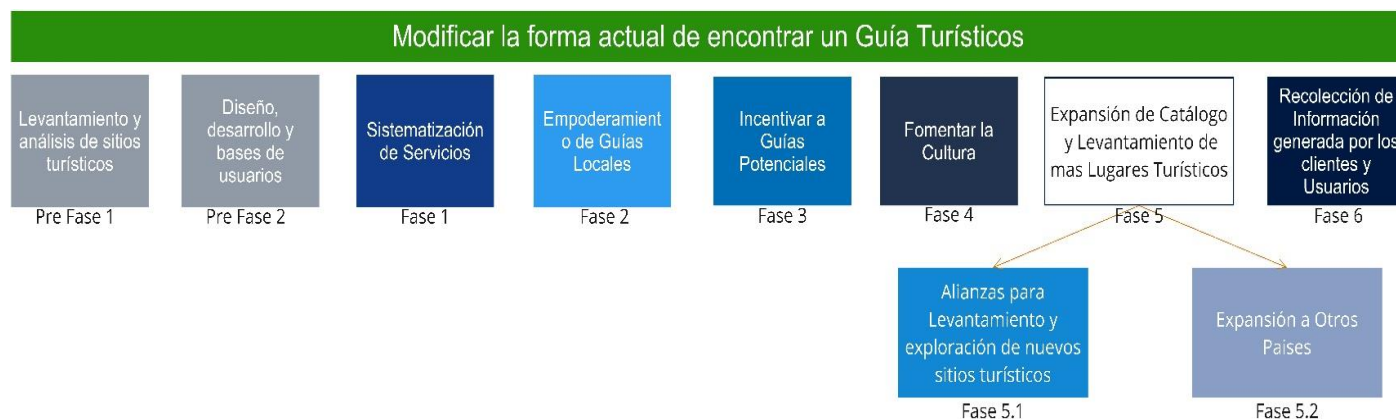 Modificar la forma actual de encontrar un Guía Turísticos
Levantamiento y
análisis de sitios
turísticos
Pre Fase 1
Diseño,
desarrollo y
bases de
usuarios
Pre Fase 2
Sistematización
de Servicios
Fase 1
Empoderamient
o de Guías
Locales
Fase 2
Incentivar a
Guías
Potenciales
Fase 3
Fomentar la
Cultura
Fase 4
Expansión de Catálogo
y Levantamiento de
mas Lugares Turísticos
Fase 5
Recolección de
Información
generada por los
clientes y
Usuarios
Fase 6
Alianzas para
Levantamiento y
exploración de nuevos
sitios turísticos
Fase 5.1
Expansión a Otros
Paises
Fase 5.2